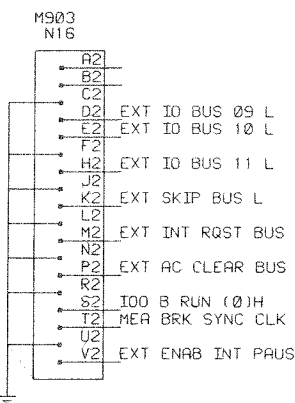 M903
N16
A2
B2
C2
D2 EXT IO BUS 09 L
E2 EXT IO BUS 10 L
F2
H2 EXT IO BUS 11 L
J2
K2 EXT SKIP BUS L
L2
M2 EXT INT RQST BUS
N2
P2 EXT AC CLEAR BUS
R2
S2 IOO B RUN (0)H
T2 MEA BRK SYNC CLK
U2
V2 EXT ENAB INT PAUS